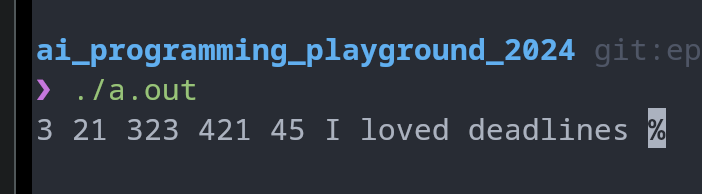 ai_programming_playground_2024 git:ep
❯ ./a.out
3 21 323 421 45 I loved deadlines %